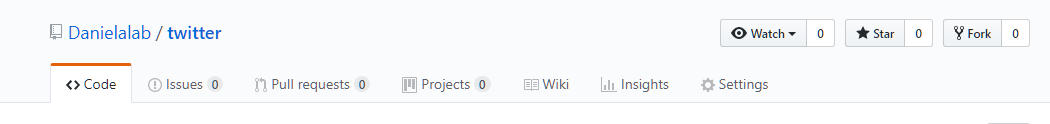 Danielalab / twitter Watch 0 Star 0 Fork 0
Code Issues 0 Pull requests 0 Projects 0 Wiki Insights Settings